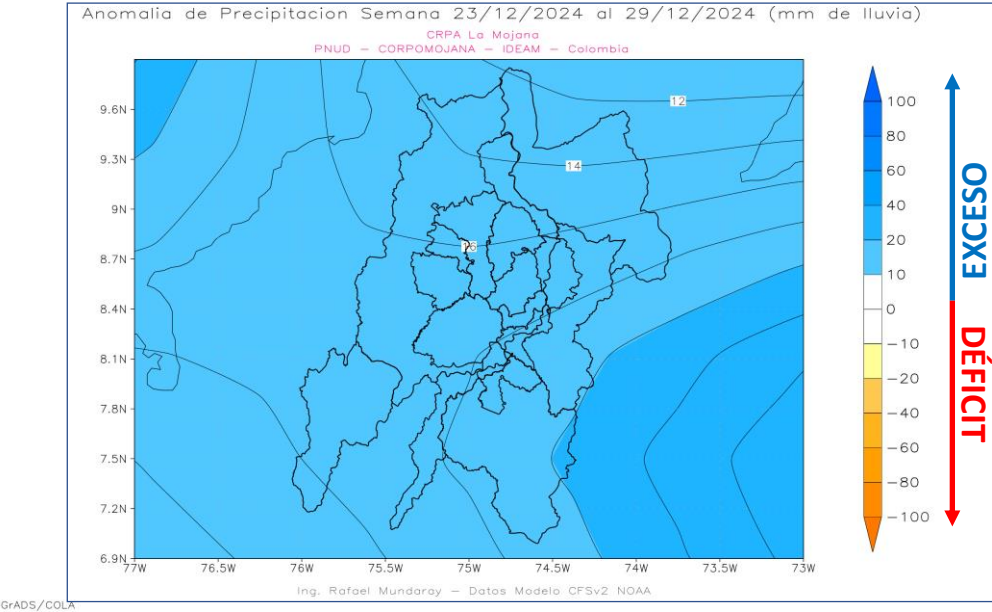 Anomalia de Precipitacion Semana 23/12/2024 al 29/12/2024 (mm de lluvia)
CRPA La Mojana
PNUD – CORPOMOJANA – IDEAM – Colombia
12
14
16
9.6N
9.3N
9N
8.7N
8.4N
8.1N
7.8N
7.5N
7.2N
6.9N
77W
76.5W
76W
75.5W
75W
74.5W
74W
73.5W
73W
100
80
60
40
20
10
0
−10
−20
−40
−60
−80
−100
EXCESO
DÉFICIT
Ing. Rafael Mundaray – Datos Modelo CFSv2 NOAA
GrADS/COLA